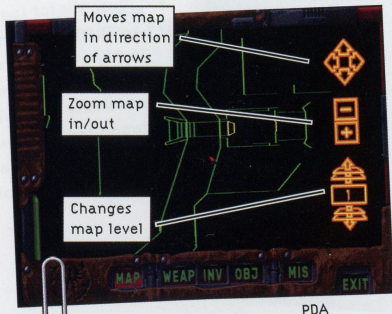 Moves map
in direction
of arrows
Zoom map
in/out
-
+
1
Changes
map level
MAP WEAP INV OBJ MIS EXIT
PDA